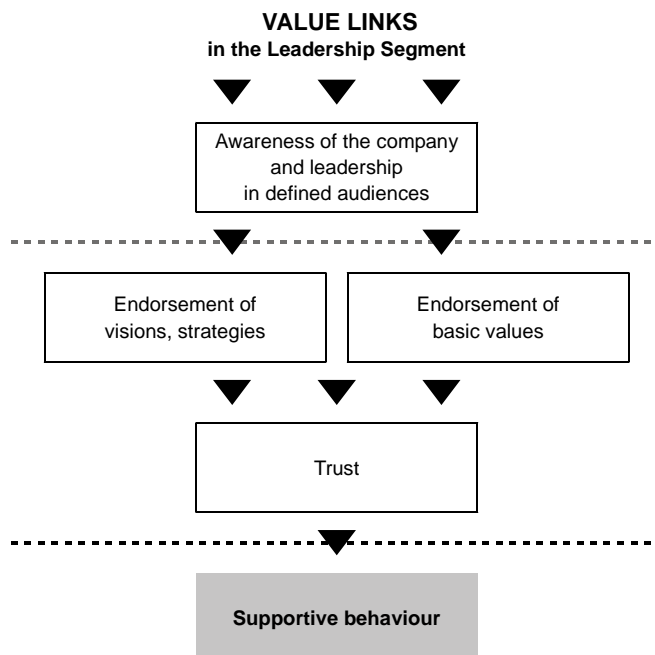 VALUE LINKS
in the Leadership Segment
Awareness of the company
and leadership
in defined audiences
Endorsement of
visions, strategies
Endorsement of
basic values
Trust
Supportive behaviour